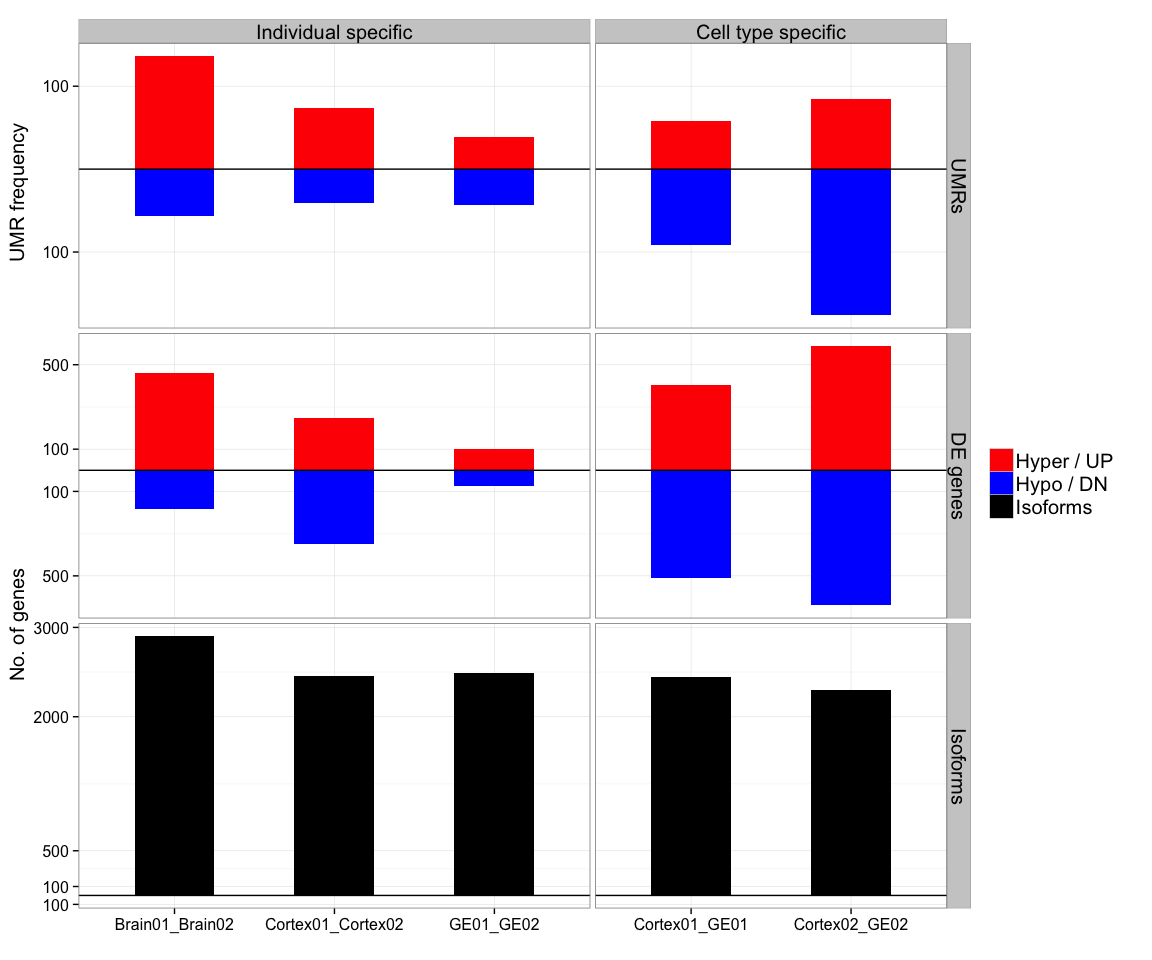 Individual specific
Cell type specific
UMR frequency
100
100
UMRs
500
100
100
500
DE genes
Hyper / UP
Hypo / DN
Isoforms
No. of genes
3000
2000
500
100
100
Isoforms
Brain01_Brain02
Cortex01_Cortex02
GE01_GE02
Cortex01_GE01
Cortex02_GE02